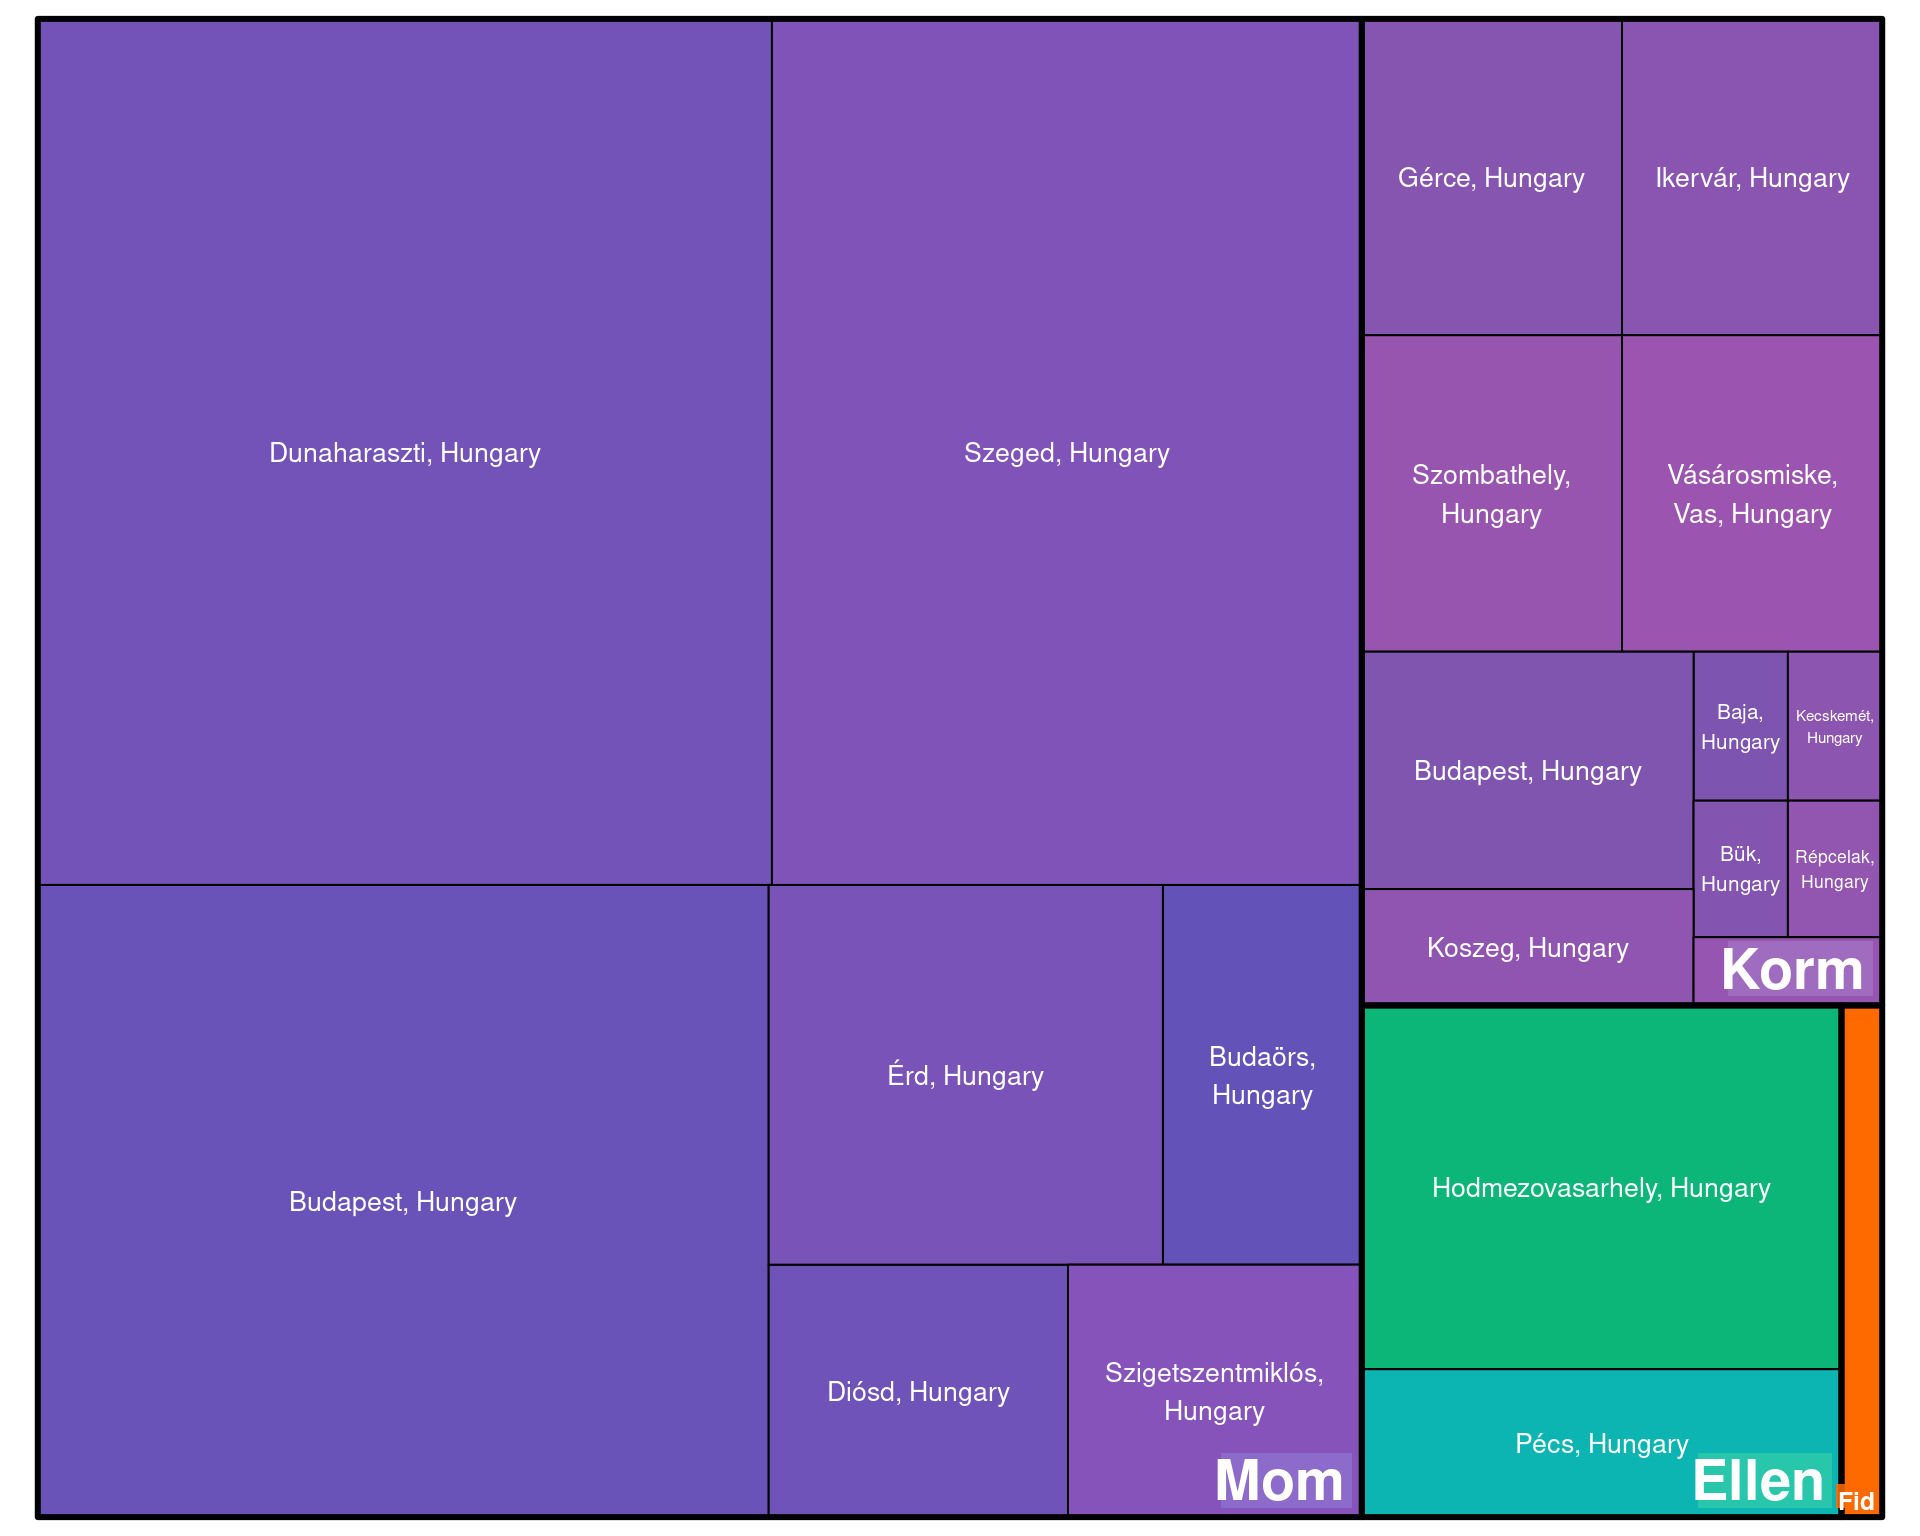 Dunaharaszti, Hungary
Szeged, Hungary
Budapest, Hungary
Érd, Hungary
Budaörs,
Hungary
Diósd, Hungary
Szigetszentmiklós,
Hungary
Mom
Gérce, Hungary
Ikervár, Hungary
Szombathely,
Hungary
Vásárosmiske,
Vas, Hungary
Budapest, Hungary
Baja,
Hungary
Kecskemét,
Hungary
Bük,
Hungary
Répcelak,
Hungary
Koszeg, Hungary
Korm
Hodmezovasarhely, Hungary
Pécs, Hungary
Ellen
Fid